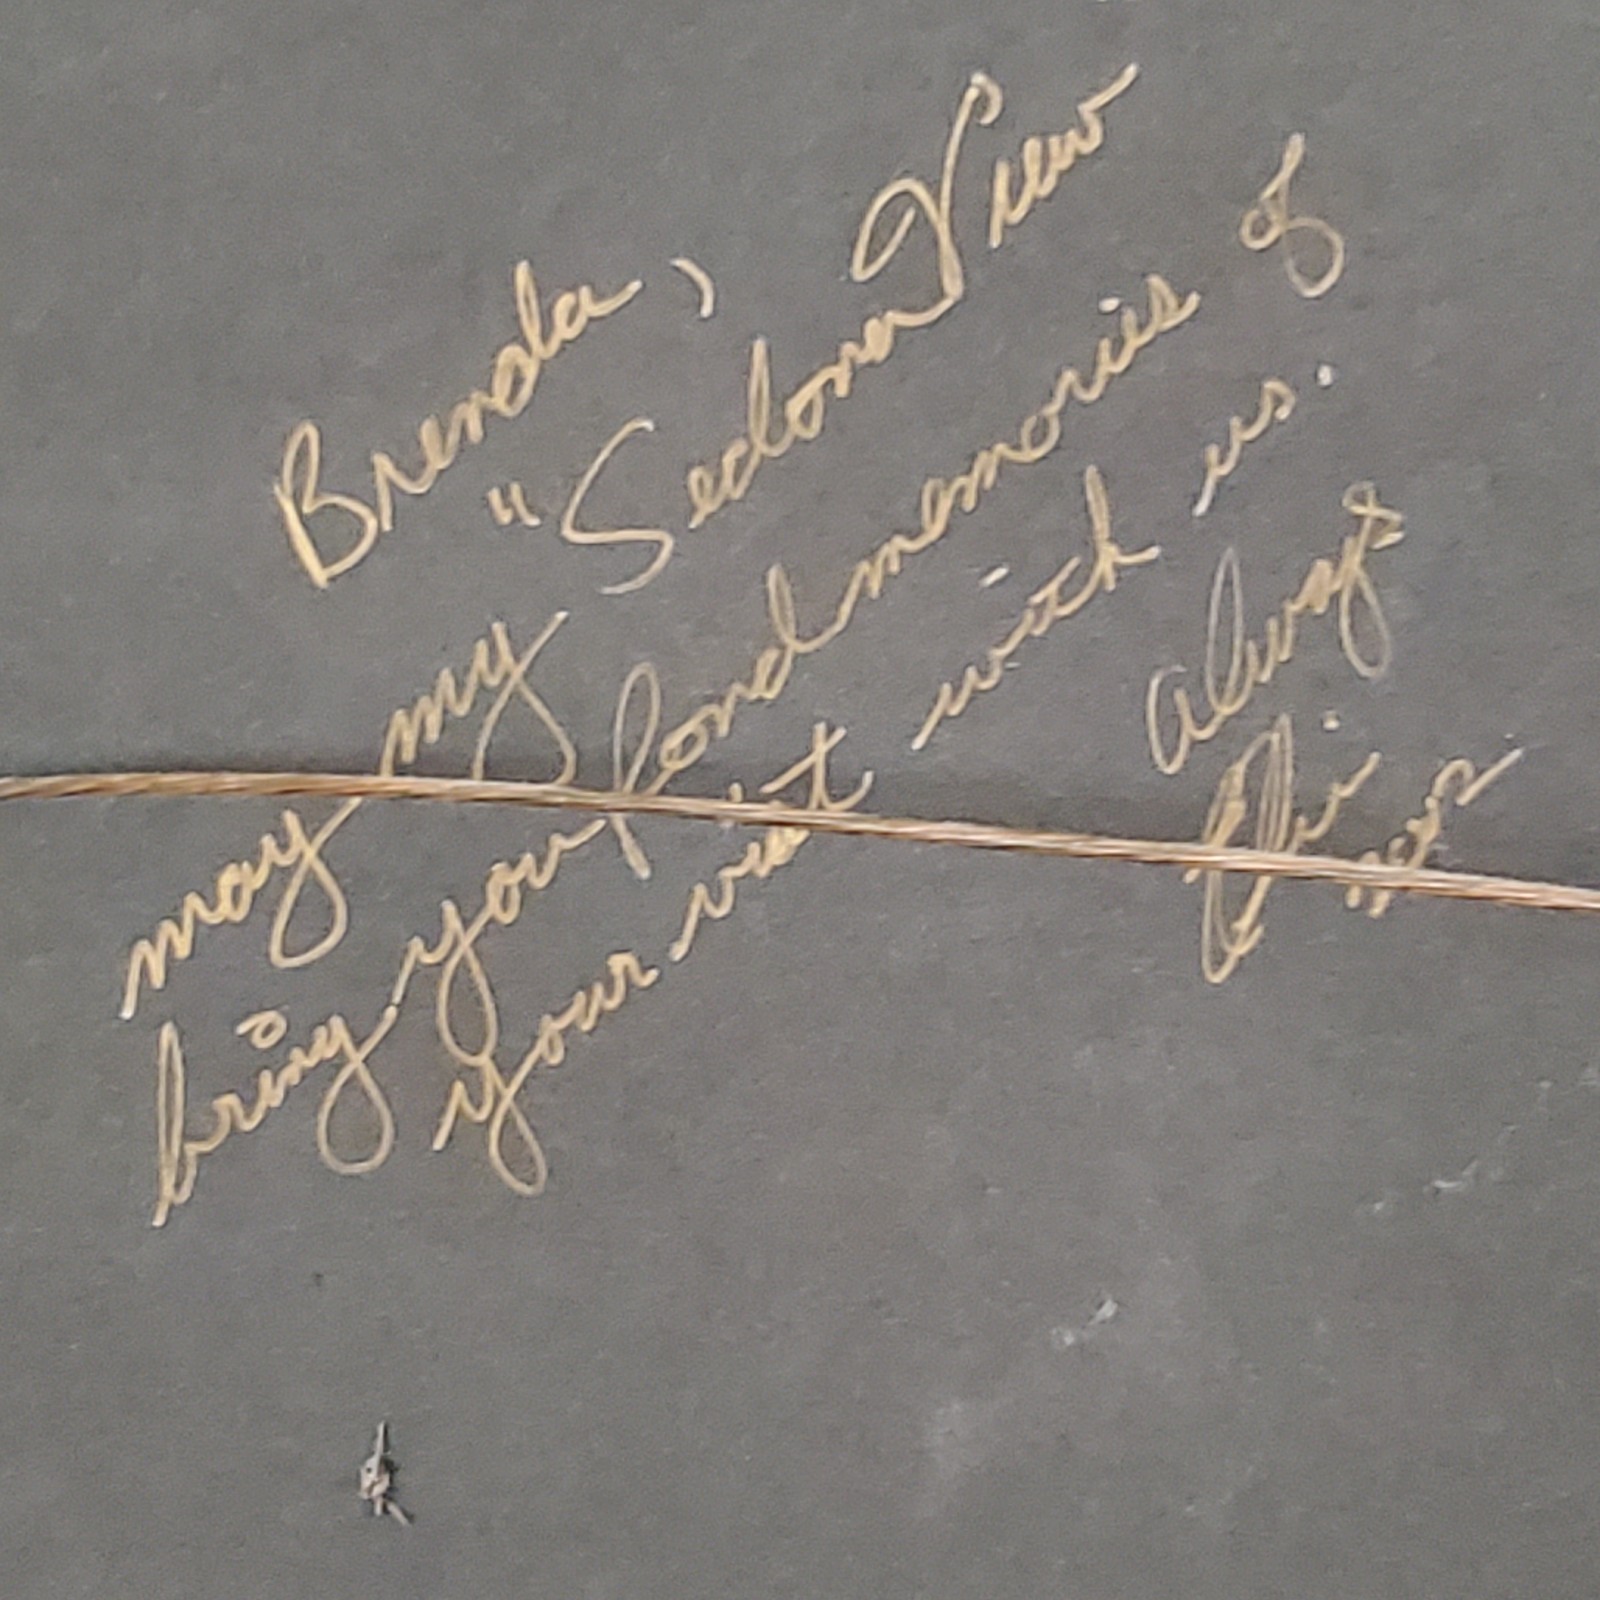 Brenda,
may my "Sedona View
bring you fond memories of
your visit with us.
Always